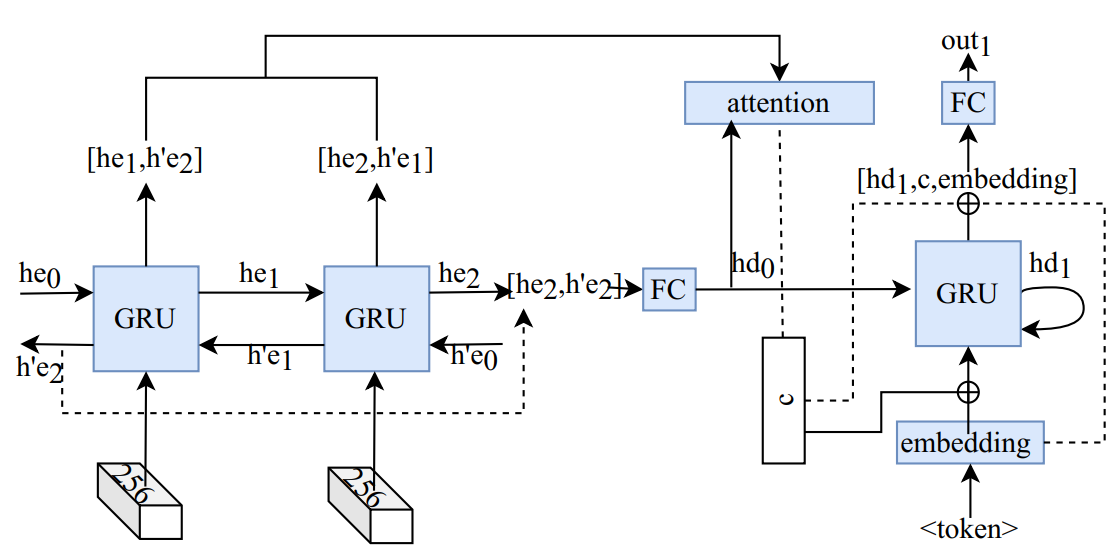 out1
attention
FC
[he1,h'e2]
[he2,h'e1]
[hd1,c,embedding]
he0
he1
he2
[he2,h'e2]
hd0
hd1
GRU
GRU
FC
GRU
h'e2
h'e1
h'e0
c
embedding
256
256
<token>